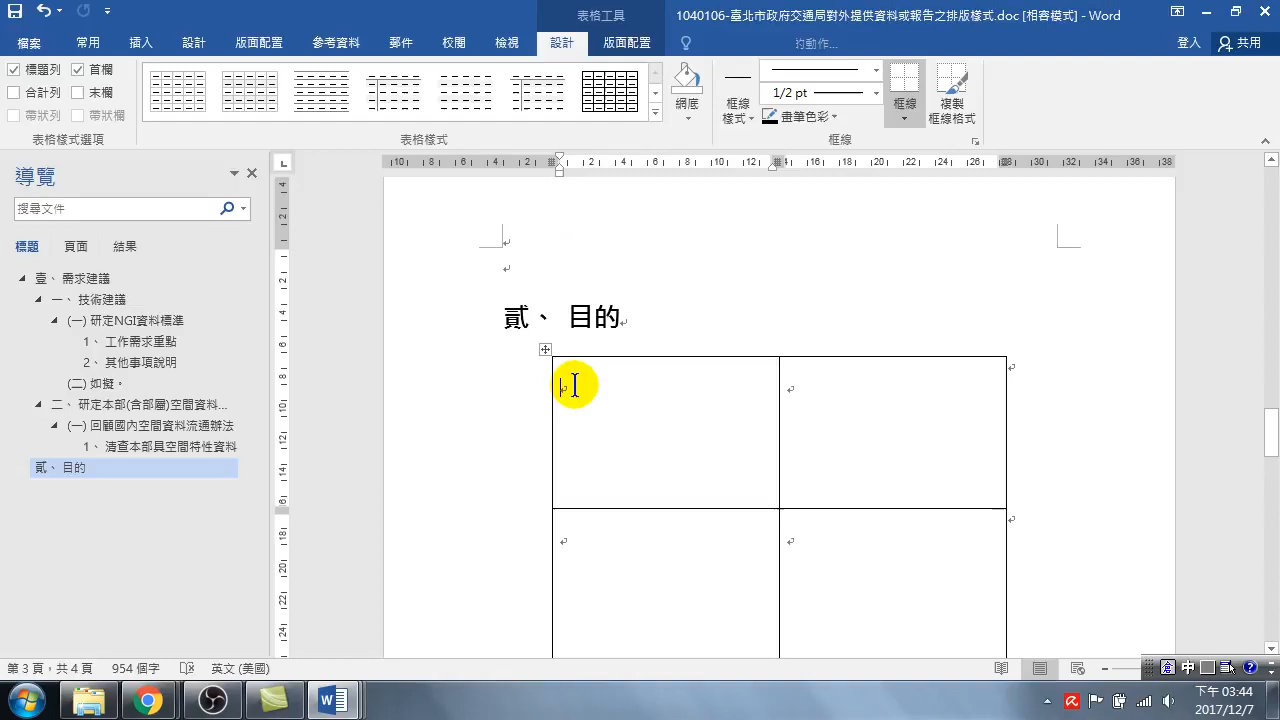 表格工具
1040106-臺北市政府交通局對外提供資料或報告之排版樣式.doc [相容模式] - Word
檔案 常用 插入 設計 版面配置 參考資料 郵件 校閱 檢視 設計 版面配置 的動作... 登入 共用
標題列 首欄
合計列 末欄
帶狀列 帶狀欄
表格樣式選項
表格樣式
網底
框線樣式
1/2 pt
畫筆色彩
框線
複製框線格式
框線
導覽
搜尋文件
標題 頁面 結果
壹、 需求建議
一、 技術建議
(一) 研定NGI資料標準
1、 工作需求重點
2、 其他事項說明
(二) 如擬。
二、 研定本部(含部屬)空間資料...
(一) 回顧國內空間資料流通辦法
1、 清查本部具空間特性資料
貳、 目的
貳、 目的
第 3 頁，共 4 頁 954 個字 英文 (美國)
中
下午 03:44
2017/12/7